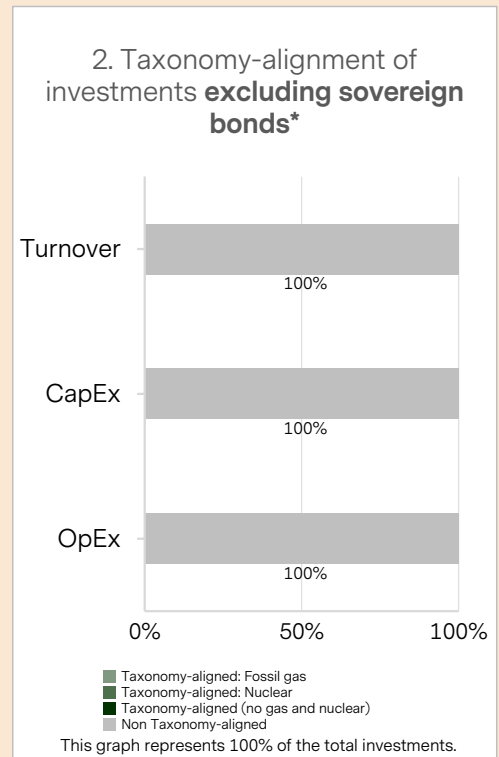 2. Taxonomy-alignment of
investments excluding sovereign
bonds*
Turnover
100%
CapEx
100%
OpEx
100%
0% 50% 100%
Taxonomy-aligned: Fossil gas
Taxonomy-aligned: Nuclear
Taxonomy-aligned (no gas and nuclear)
Non Taxonomy-aligned
This graph represents 100% of the total investments.